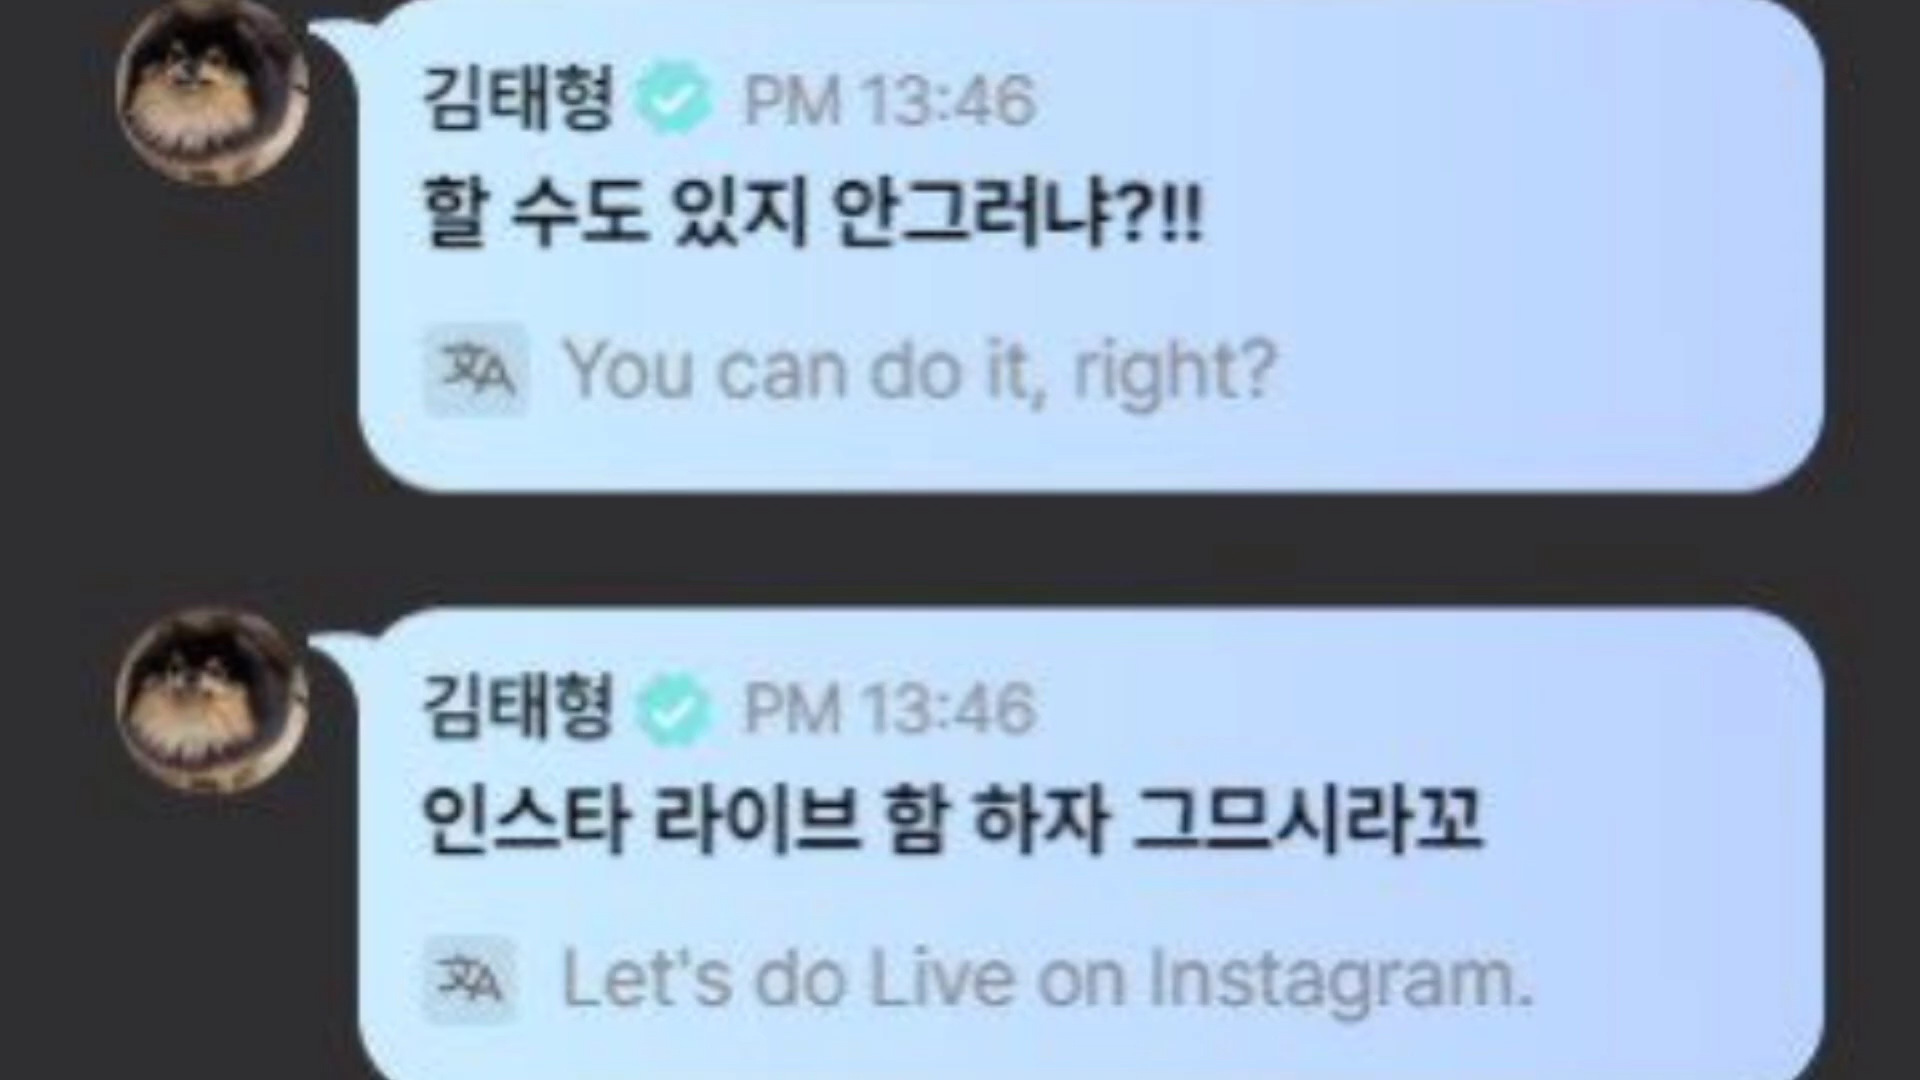 김태형 PM 13:46
할 수도 있지 안그러냐?!!
You can do it, right?
김태형 PM 13:46
인스타 라이브 함 하자 그므시라꼬
Let's do Live on Instagram.